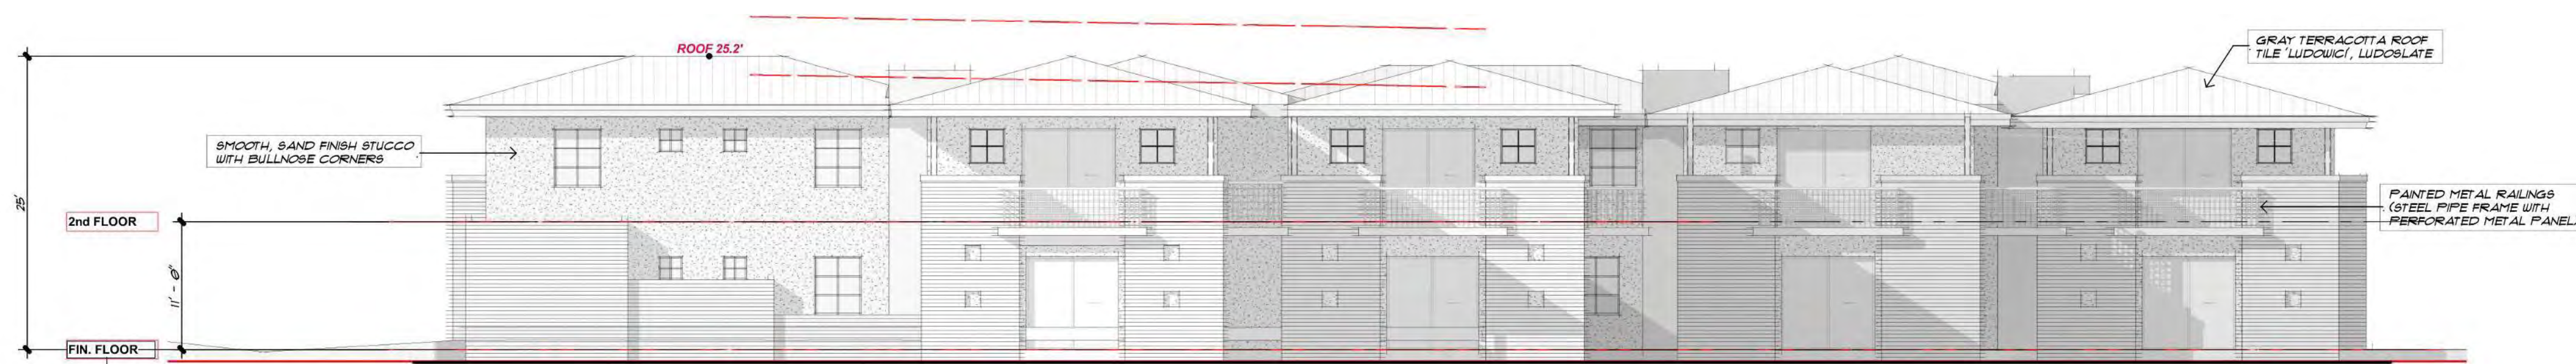 ROOF 25.2'
GRAY TERRACOTTA ROOF
TILE 'LUDOWICI', LUDOSLATE
SMOOTH, SAND FINISH STUCCO
WITH BULLNOSE CORNERS
25'
2nd FLOOR
PAINTED METAL RAILINGS
(STEEL PIPE FRAME WITH
PERFORATED METAL PANEL
11' - 0"
FIN. FLOOR